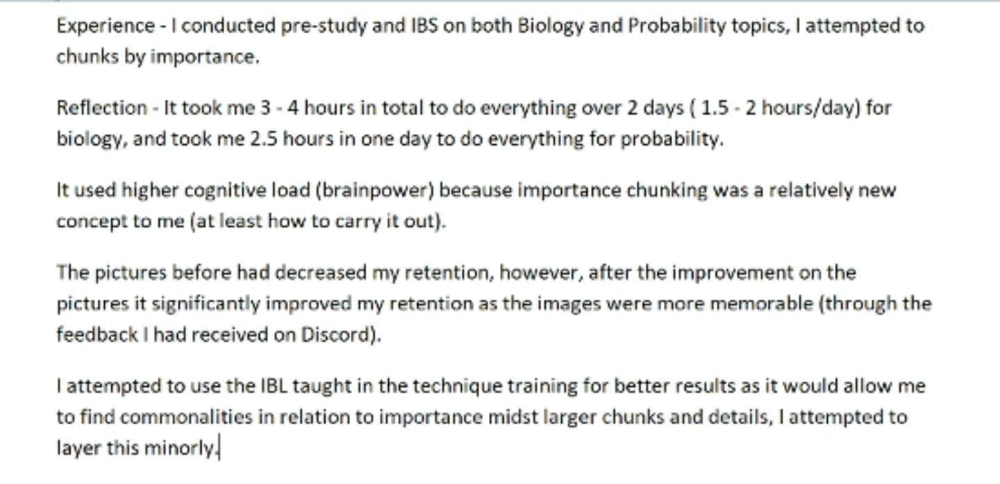 Experience - I conducted pre-study and IBS on both Biology and Probability topics, I attempted to
chunks by importance.
Reflection - It took me 3 - 4 hours in total to do everything over 2 days ( 1.5 - 2 hours/day) for
biology, and took me 2.5 hours in one day to do everything for probability.
It used higher cognitive load (brainpower) because importance chunking was a relatively new
concept to me (at least how to carry it out).
The pictures before had decreased my retention, however, after the improvement on the
pictures it significantly improved my retention as the images were more memorable (through the
feedback I had received on Discord).
I attempted to use the IBL taught in the technique training for better results as it would allow me
to find commonalities in relation to importance midst larger chunks and details, I attempted to
layer this minorly.